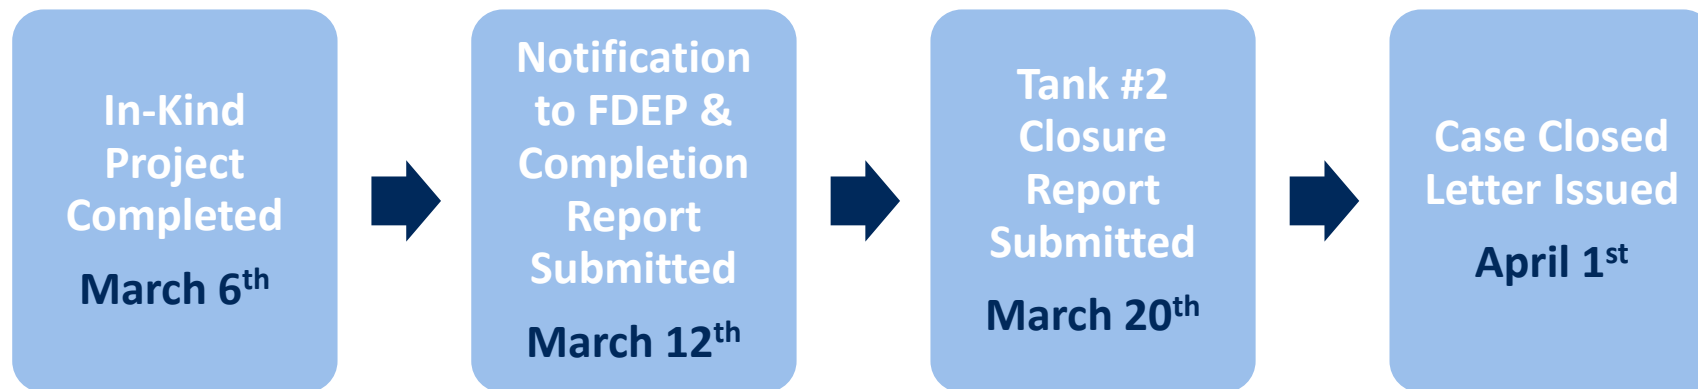 In-Kind
Project
Completed
March 6th
Notification
to FDEP &
Completion
Report
Submitted
March 12th
Tank #2
Closure
Report
Submitted
March 20th
Case Closed
Letter Issued
April 1st